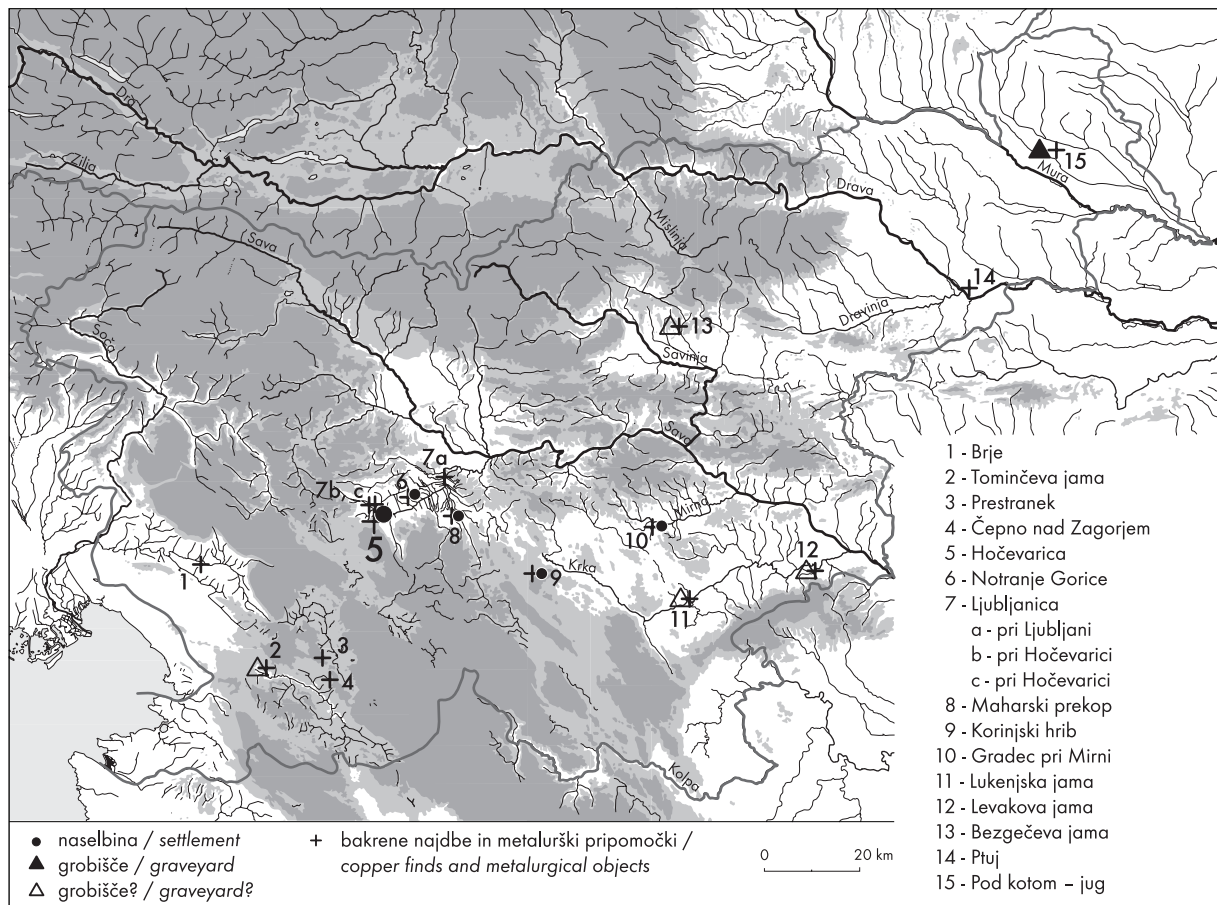 Dra
Zilia
Sava
Soča
Mislinja
Drava
Mura
15
14
Dravinja
13
Savinja
Sava
7a
6
7b, c
5
8
Mirna
10
12
1
9
Krka
11
2
3
4
Kolpa
1 - Brje
2 - Tominčeva jama
3 - Prestranek
4 - Čepno nad Zagorjem
5 - Hočevarica
6 - Notranje Gorice
7 - Ljubljanica
a - pri Ljubljani
b - pri Hočevarici
c - pri Hočevarici
8 - Maharski prekop
9 - Korinjski hrib
10 - Gradec pri Mirni
11 - Lukenjska jama
12 - Levakova jama
13 - Bezgečeva jama
14 - Ptuj
15 - Pod kotom – jug
naselbina / settlement
grobišče / graveyard
grobišče? / graveyard?
bakrene najdbe in metalurški pripomočki /
copper finds and metalurgical objects
0 20 km